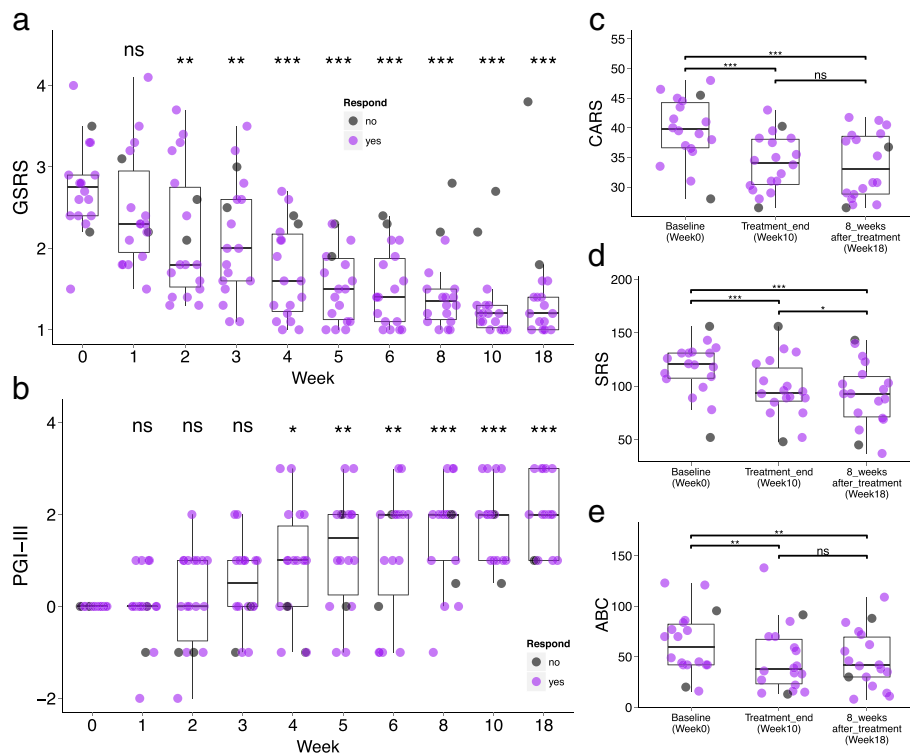 a
GSRS
4
3
2
1
ns ** ** *** *** *** *** *** ***
Respond
no
yes
0 1 2 3 4 5 6 8 10 18
Week
b
PGI−III
4
2
0
−2
ns ns ns * ** ** *** *** ***
Respond
no
yes
0 1 2 3 4 5 6 8 10 18
Week
c
CARS
55
50
45
40
35
30
***
***
ns
Baseline Treatment_end 8_weeks
(Week0) (Week10) after_treatment
(Week18)
d
SRS
200
150
100
50
***
***
*
Baseline Treatment_end 8_weeks
(Week0) (Week10) after_treatment
(Week18)
e
ABC
150
100
50
0
**
**
ns
Baseline Treatment_end 8_weeks
(Week0) (Week10) after_treatment
(Week18)